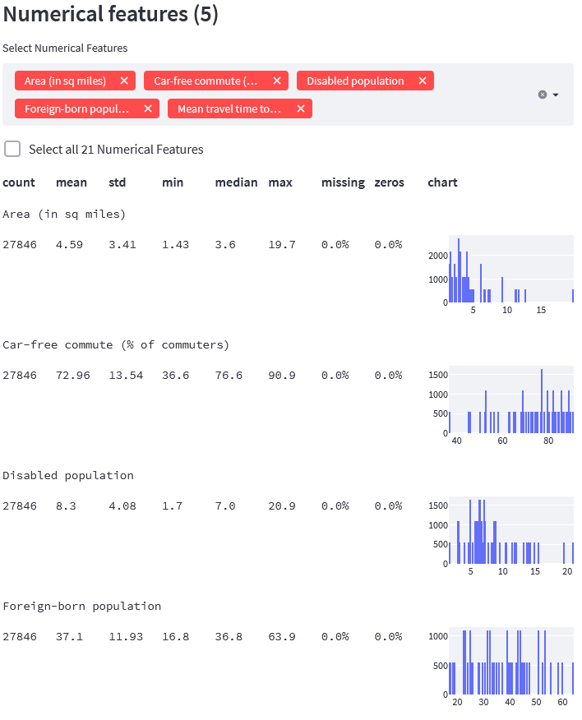 Numerical features (5)
Select Numerical Features
Area (in sq miles) × Car-free commute (... × Disabled population ×
Foreign-born popul... × Mean travel time to... ×
Select all 21 Numerical Features
count mean std min median max missing zeros chart
Area (in sq miles)
27846 4.59 3.41 1.43 3.6 19.7 0.0% 0.0%
2000
1000
0
5 10 15
Car-free commute (% of commuters)
27846 72.96 13.54 36.6 76.6 90.9 0.0% 0.0%
1500
1000
500
0
40 60 80
Disabled population
27846 8.3 4.08 1.7 7.0 20.9 0.0% 0.0%
1500
1000
500
0
5 10 15 20
Foreign-born population
27846 37.1 11.93 16.8 36.8 63.9 0.0% 0.0%
1000
500
0
20 30 40 50 60